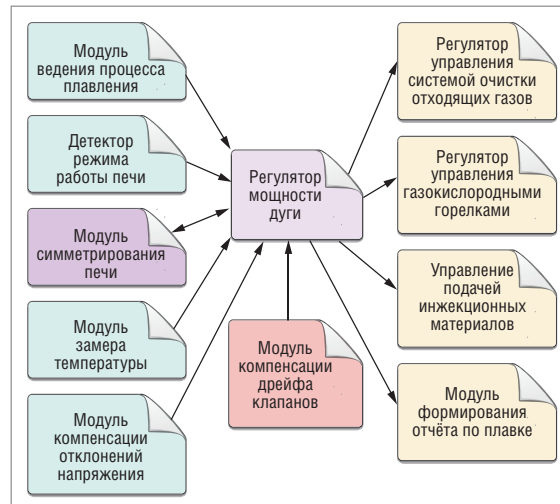 Модуль
ведения процесса
плавления
Детектор
режима
работы печи
Модуль
симметрирования
печи
Модуль
замера
температуры
Модуль
компенсации
отклонений
напряжения
Регулятор
мощности
дуги
Модуль
компенсации
дрейфа
клапанов
Регулятор
управления
системой очистки
отходящих газов
Регулятор
управления
газокислородными
горелками
Управление
подачей
инжекционных
материалов
Модуль
формирования
отчёта по плавке